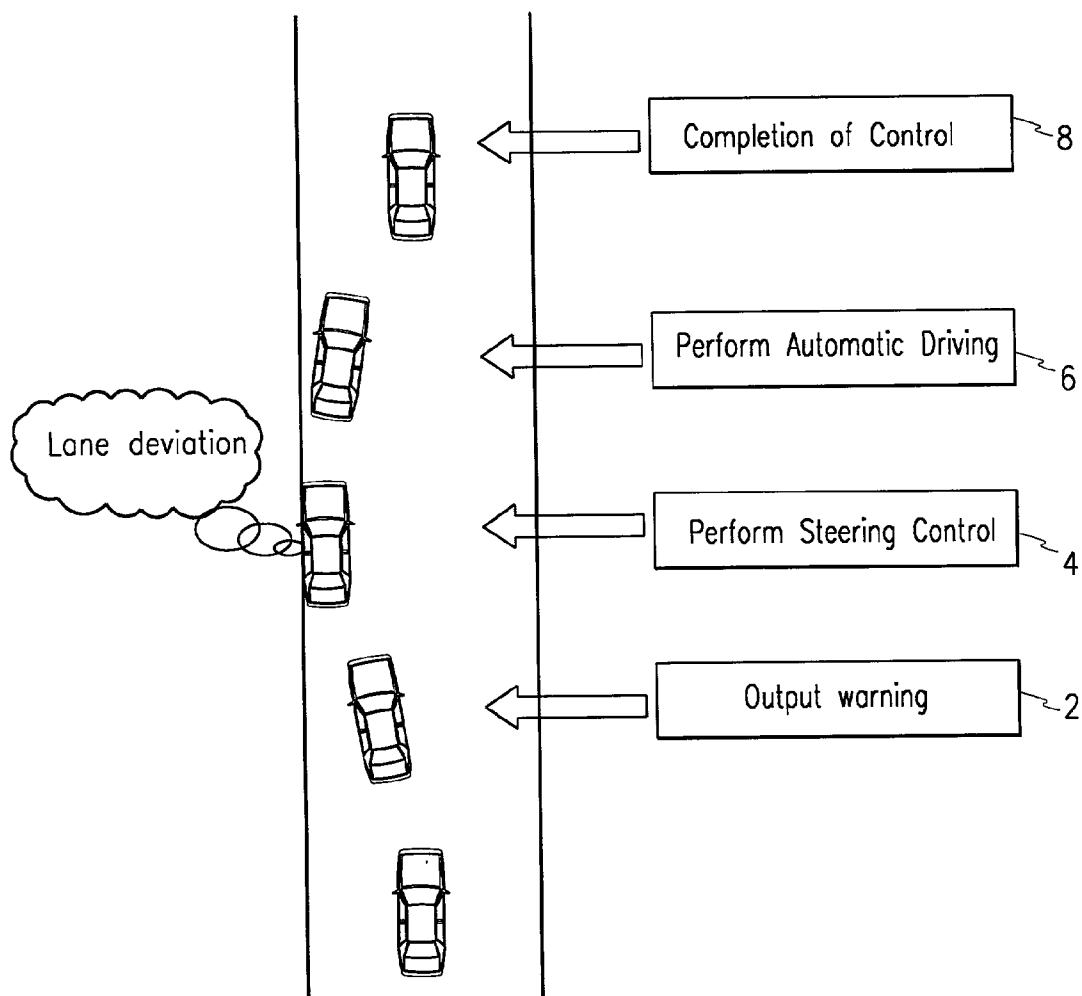 Completion of Control
8
Perform Automatic Driving
6
Lane deviation
Perform Steering Control
4
Output warning
2